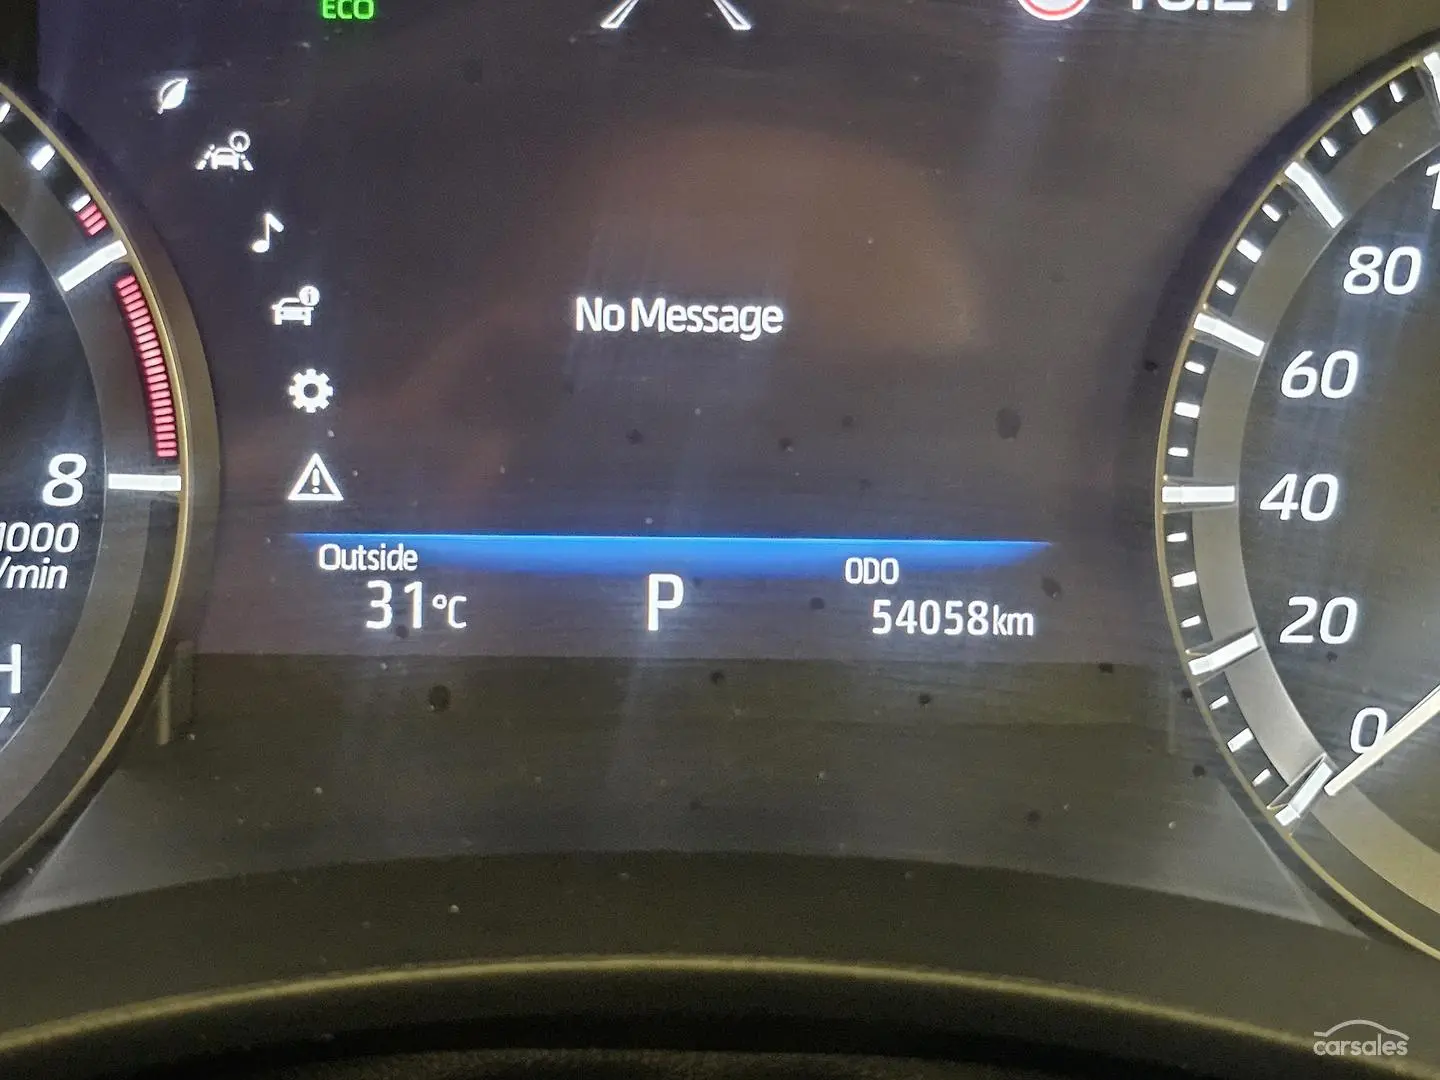 ECO
No Message
7
80
60
8
40
1000
/min
Outside
ODO
31°C
P
54058km
20
H
0
carsales